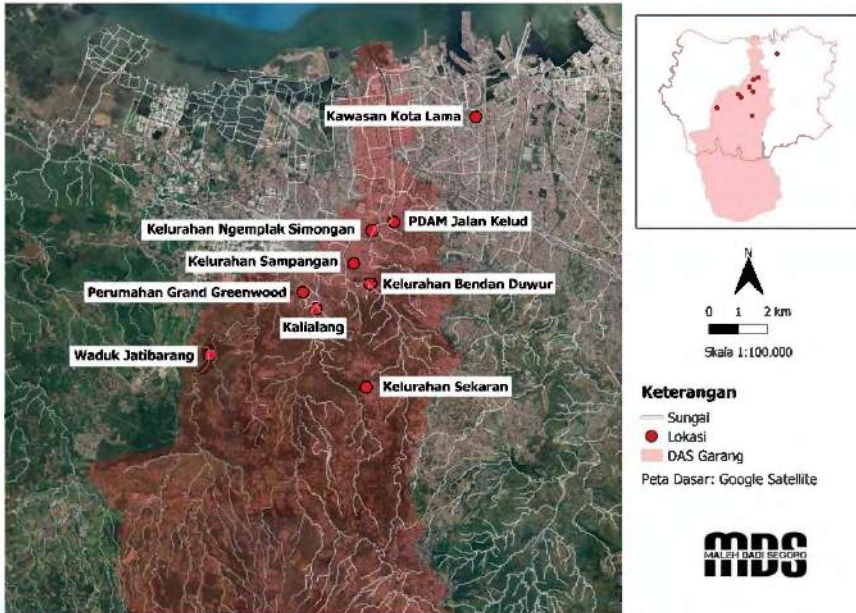 Kawasan Kota Lama
PDAM Jalan Kelud
Kelurahan Ngemplak Simongan
Kelurahan Sampangan
Kelurahan Bendan Duwur
Perumahan Grand Greenwood
Kalialang
Waduk Jatibarang
Kelurahan Sekaran
N
0 1 2 km
Skala 1:100.000
Keterangan
Sungai
Lokasi
DAS Garang
Peta Dasar: Google Satellite
MDS
MALEH DADI SEGORO